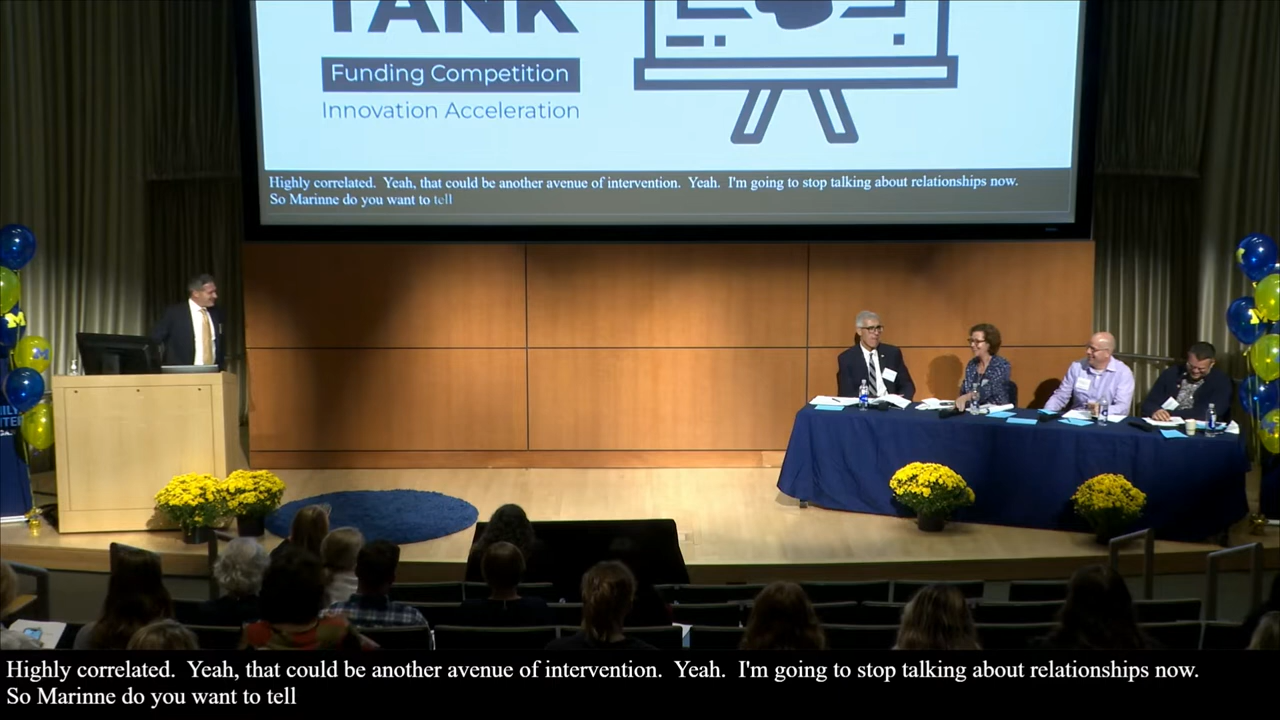 TANK
Funding Competition
Innovation Acceleration
Highly correlated.  Yeah, that could be another avenue of intervention.  Yeah.  I'm going to stop talking about relationships now.
So Marinne do you want to tell
M
M
M
Highly correlated.  Yeah, that could be another avenue of intervention.  Yeah.  I'm going to stop talking about relationships now.
So Marinne do you want to tell